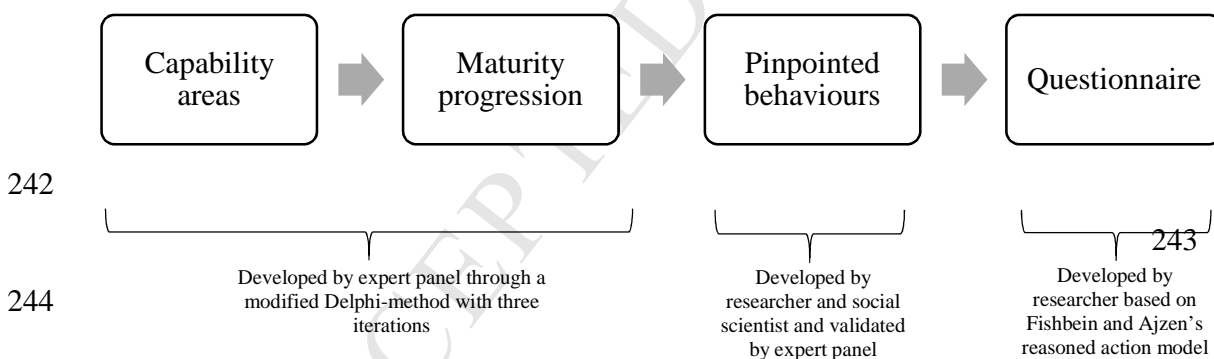 Capability
areas
Maturity
progression
Pinpointed
behaviours
Questionnaire
242
243
244
Developed by expert panel through a
modified Delphi-method with three
iterations
Developed by
researcher and social
scientist and validated
by expert panel
Developed by
researcher based on
Fishbein and Ajzen's
reasoned action model
CEPTED